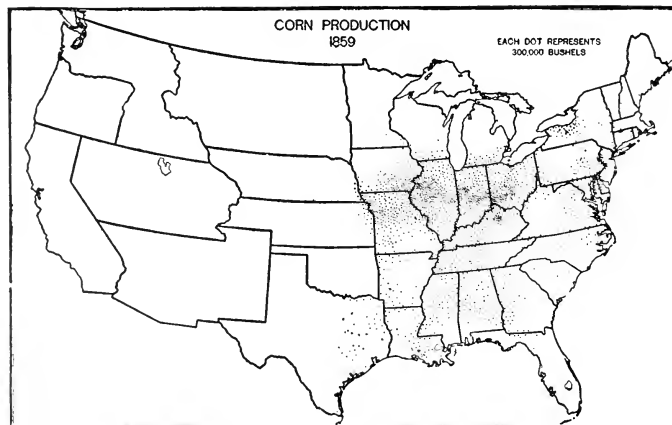 CORN PRODUCTION
1859
EACH DOT REPRESENTS
300,000 BUSHELS